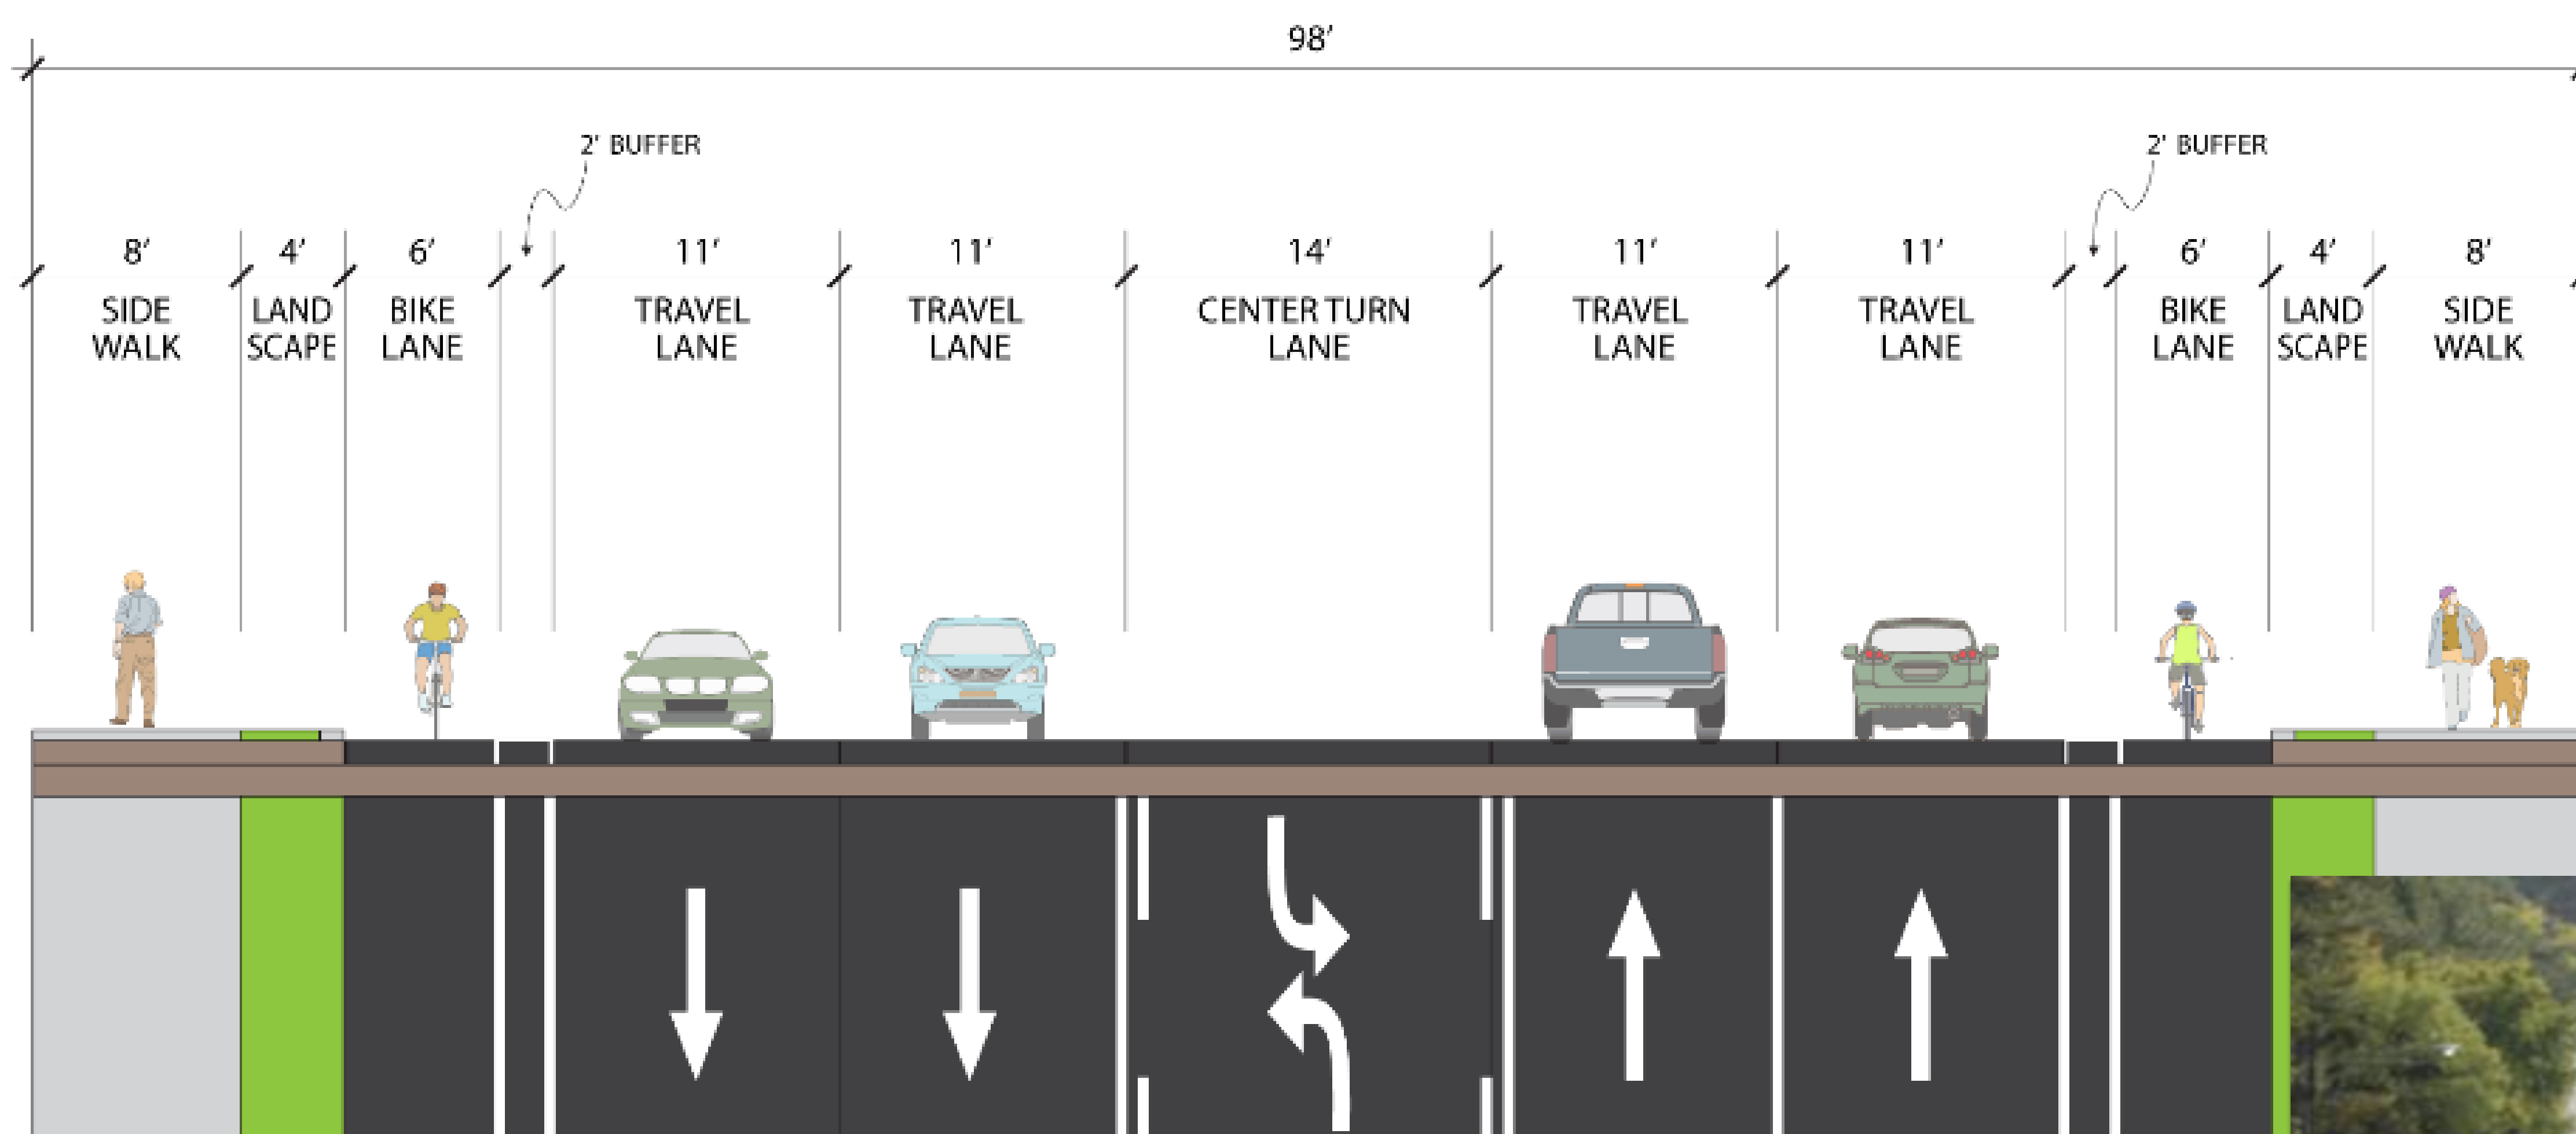 98'
2' BUFFER
2' BUFFER
8'
4'
6'
11'
11'
14'
11'
11'
6'
4'
8'
SIDE
WALK
LAND
SCAPE
BIKE
LANE
TRAVEL
LANE
TRAVEL
LANE
CENTER TURN
LANE
TRAVEL
LANE
TRAVEL
LANE
BIKE
LANE
LAND
SCAPE
SIDE
WALK